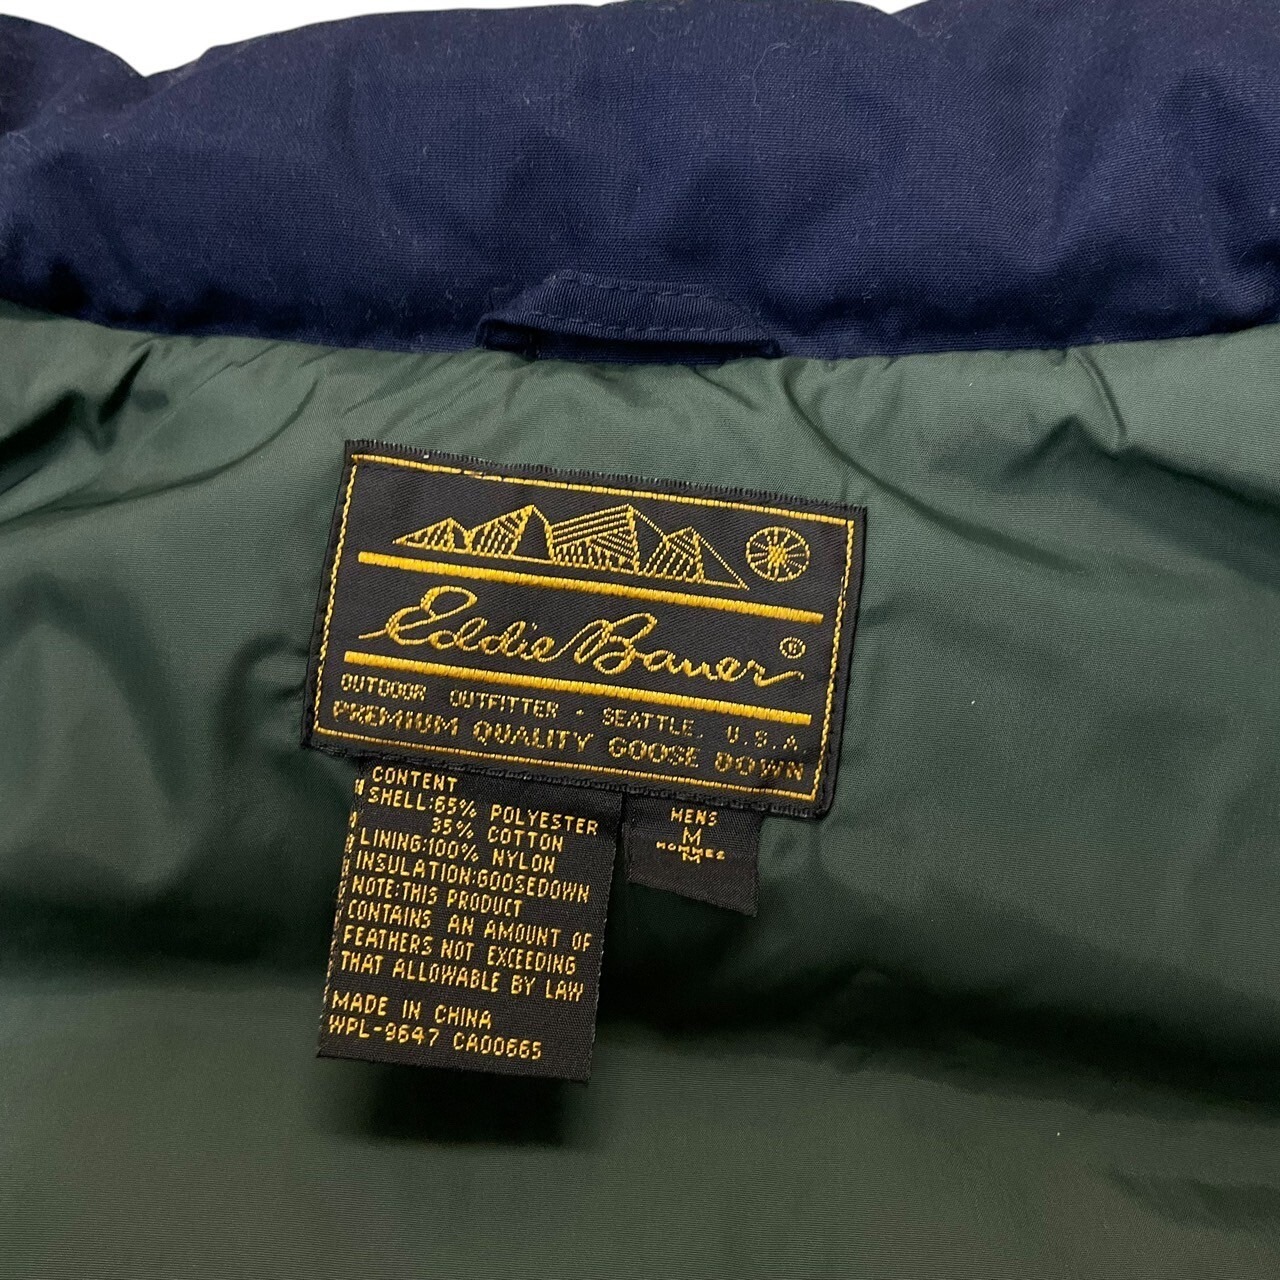 Eddie Bauer®
OUTDOOR OUTFITTER • SEATTLE, U.S.A.
PREMIUM QUALITY GOOSE DOWN
CONTENT
SHELL:65% POLYESTER
35% COTTON
LINING:100% NYLON
INSULATION:GOOSEDOWN
NOTE:THIS PRODUCT
CONTAINS AN AMOUNT OF
FEATHERS NOT EXCEEDING
THAT ALLOWABLE BY LAW
MADE IN CHINA
WPL-9647 CA00665
MENS
M
HOMMES
M